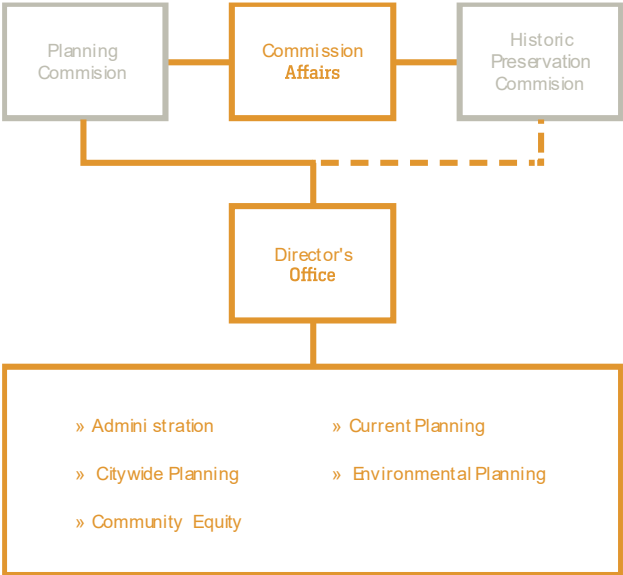 Planning
Commision
Commission
Affairs
Historic
Preservation
Commision
Director's
Office
» Admini stration
» Citywide Planning
» Community Equity
» Current Planning
» Environmental Planning